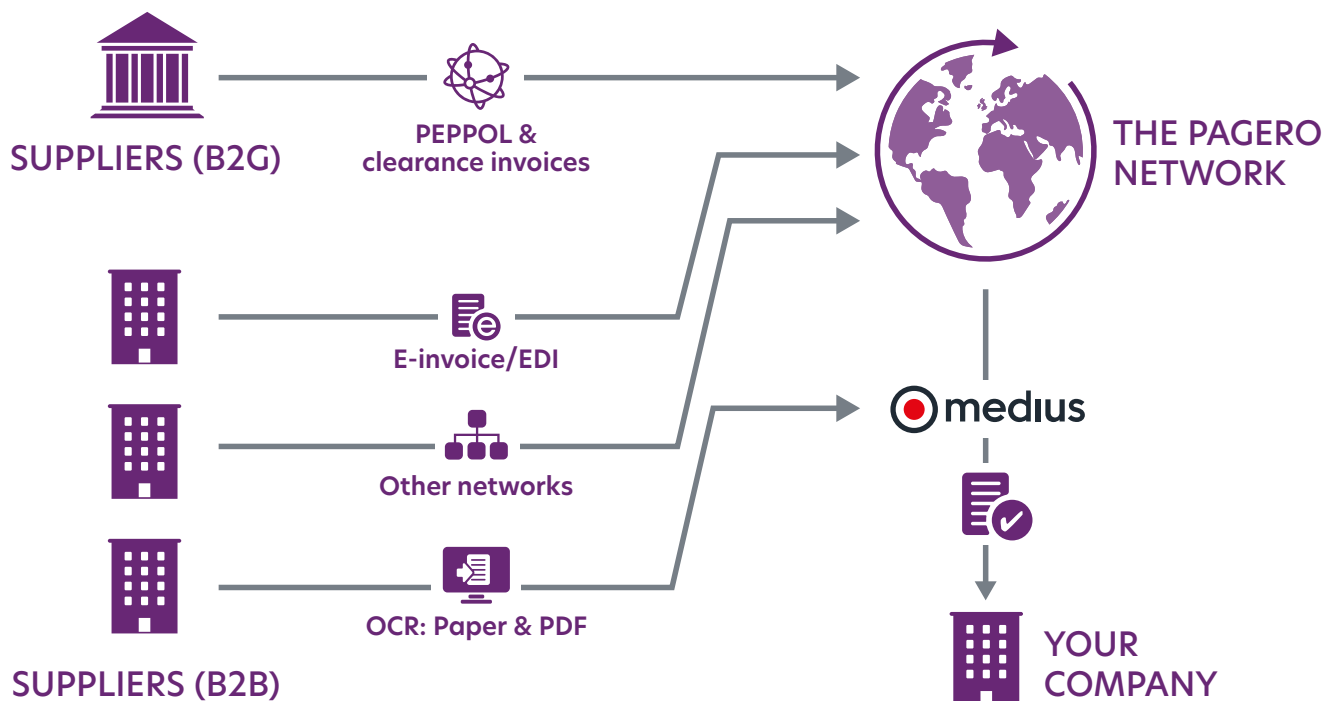 PEPPOL &
clearance invoices
SUPPLIERS (B2G)
THE PAGERO
NETWORK
E-invoice/EDI
medius
Other networks
OCR: Paper & PDF
SUPPLIERS (B2B)
YOUR
COMPANY